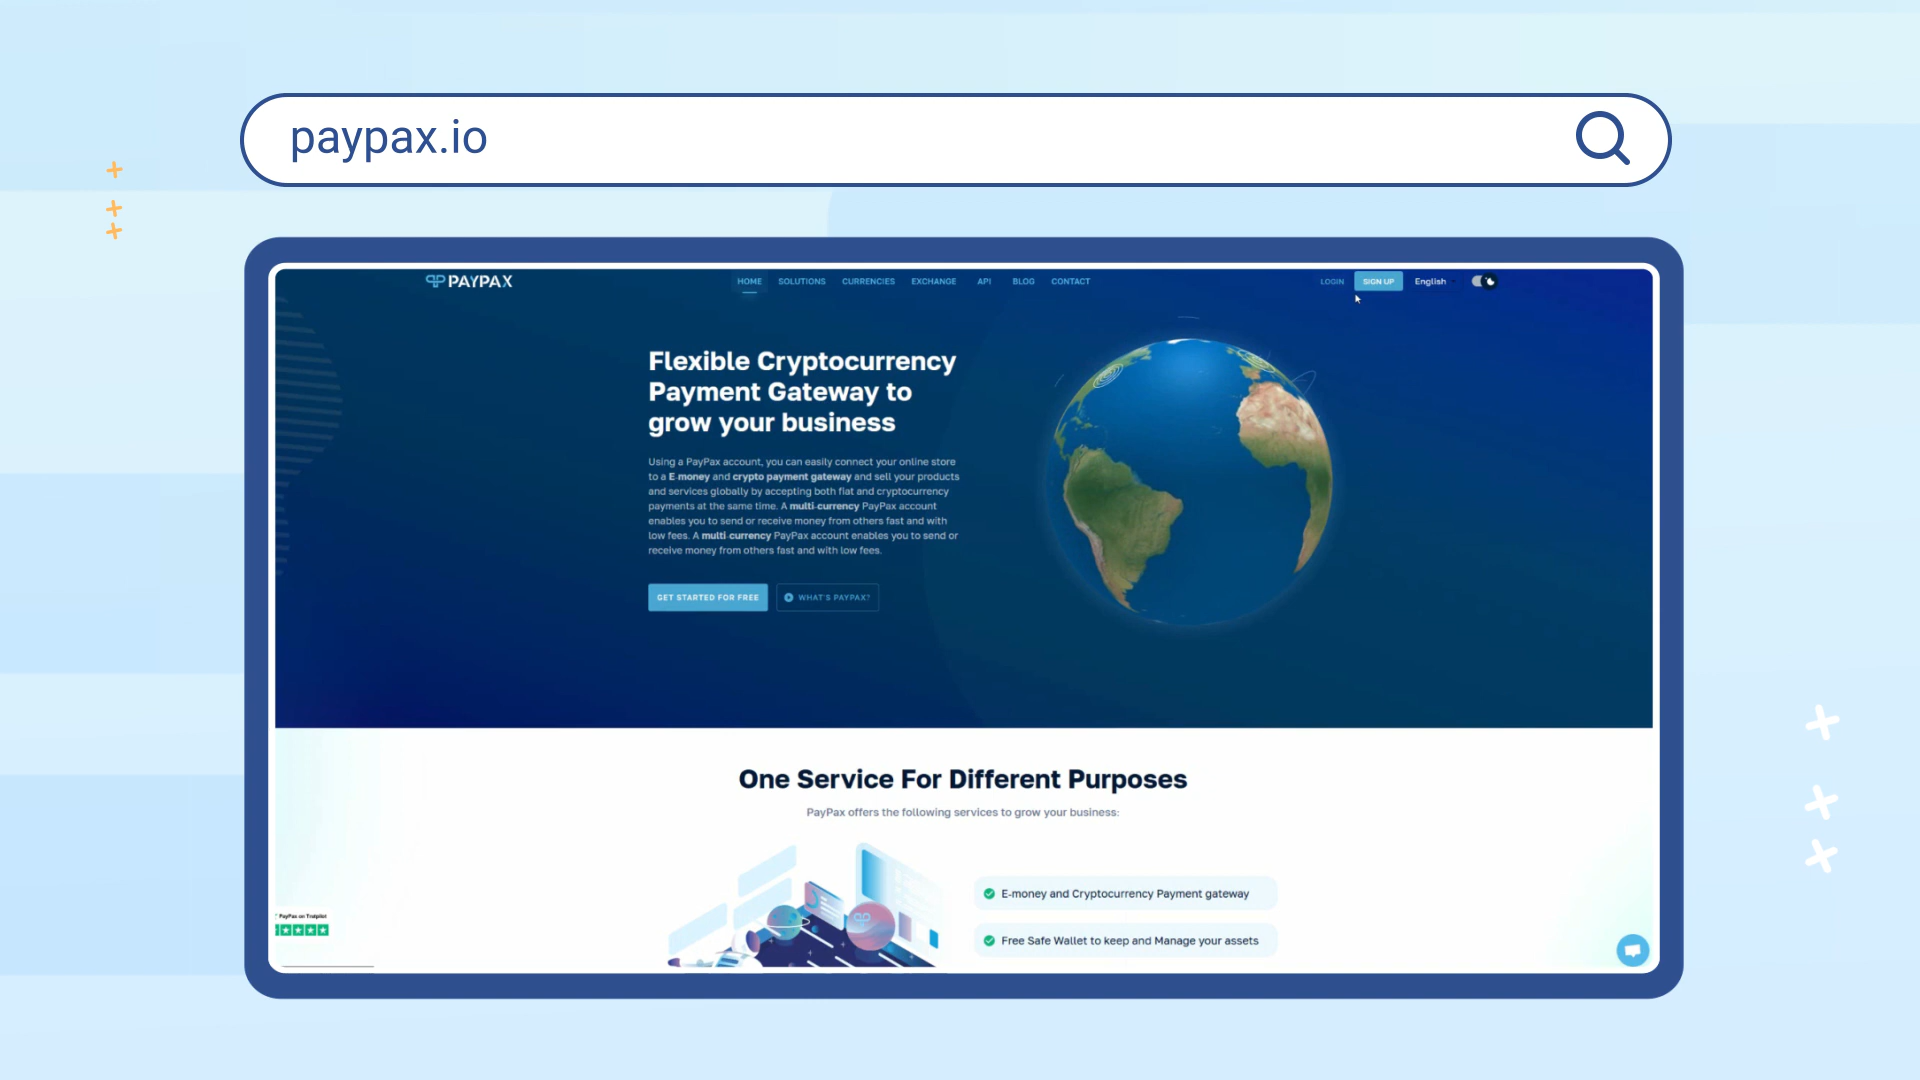 paypax.io
PAYPAX
HOME SOLUTIONS CURRENCIES EXCHANGE API BLOG CONTACT
LOGIN SIGN UP English
Flexible Cryptocurrency
Payment Gateway to
grow your business
Using a PayPax account, you can easily connect your online store
to a E-money and crypto payment gateway and sell your products
and services globally by accepting both fiat and cryptocurrency
payments at the same time. A multi-currency PayPax account
enables you to send or receive money from others fast and with
low fees. A multi-currency PayPax account enables you to send or
receive money from others fast and with low fees.
GET STARTED FOR FREE
WHAT'S PAYPAX?
One Service For Different Purposes
PayPax offers the following services to grow your business:
E-money and Cryptocurrency Payment gateway
Free Safe Wallet to keep and Manage your assets
PayPax on Trutpilot